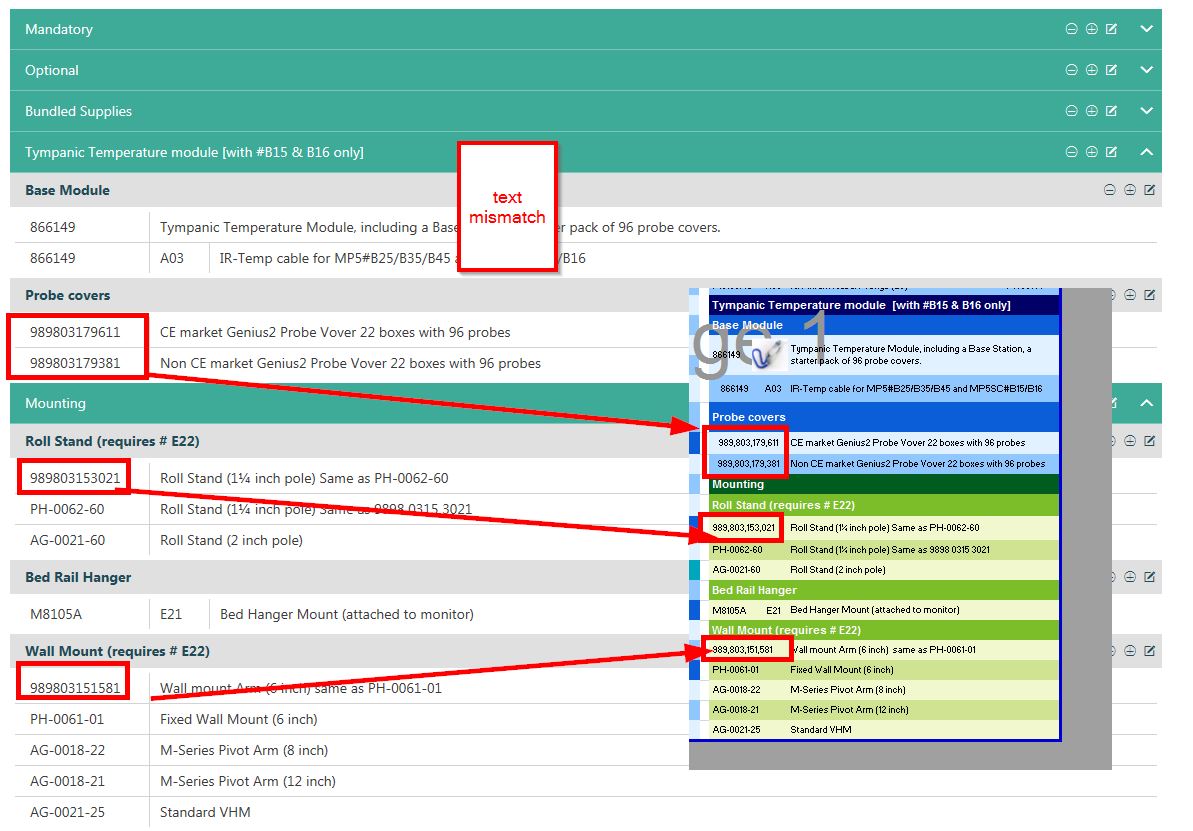 Mandatory
Optional
Bundled Supplies
Tympanic Temperature module [with #B15 & B16 only]
text
mismatch
Base Module
866149 Tympanic Temperature Module, including a Base er pack of 96 probe covers.
866149 A03 IR-Temp cable for MP5#B25/B35/B45 a /B16
Probe covers
989803179611 CE market Genius2 Probe Vover 22 boxes with 96 probes
989803179381 Non CE market Genius2 Probe Vover 22 boxes with 96 probes
Mounting
Roll Stand (requires # E22)
989803153021 Roll Stand (1¼ inch pole) Same as PH-0062-60
PH-0062-60 Roll Stand (1¼ inch pole) Same as 9898 0315 3021
AG-0021-60 Roll Stand (2 inch pole)
Bed Rail Hanger
M8105A E21 Bed Hanger Mount (attached to monitor)
Wall Mount (requires # E22)
989803151581 Wall mount Arm (6 inch) same as PH-0061-01
PH-0061-01 Fixed Wall Mount (6 inch)
AG-0018-22 M-Series Pivot Arm (8 inch)
AG-0018-21 M-Series Pivot Arm (12 inch)
AG-0021-25 Standard VHM
Tympanic Temperature module [with #B15 & B16 only]
ge 1
Base Module
866149 Tympanic Temperature Module, including a Base Station, a
starter pack of 96 probe covers.
866149 A03 IR-Temp cable for MP5#B25/B35/B45 and MP5SC#B15/B16
Probe covers
989,803,179,611 CE market Genius2 Probe Vover 22 boxes with 96 probes
989,803,179,381 Non CE market Genius2 Probe Vover 22 boxes with 96 probes
Mounting
Roll Stand (requires # E22)
989,803,153,021 Roll Stand (1¼ inch pole) Same as PH-0062-60
PH-0062-60 Roll Stand (1¼ inch pole) Same as 9898 0315 3021
AG-0021-60 Roll Stand (2 inch pole)
Bed Rail Hanger
M8105A E21 Bed Hanger Mount (attached to monitor)
Wall Mount (requires # E22)
989,803,151,581 Wall mount Arm (6 inch) same as PH-0061-01
PH-0061-01 Fixed Wall Mount (6 inch)
AG-0018-22 M-Series Pivot Arm (8 inch)
AG-0018-21 M-Series Pivot Arm (12 inch)
AG-0021-25 Standard VHM